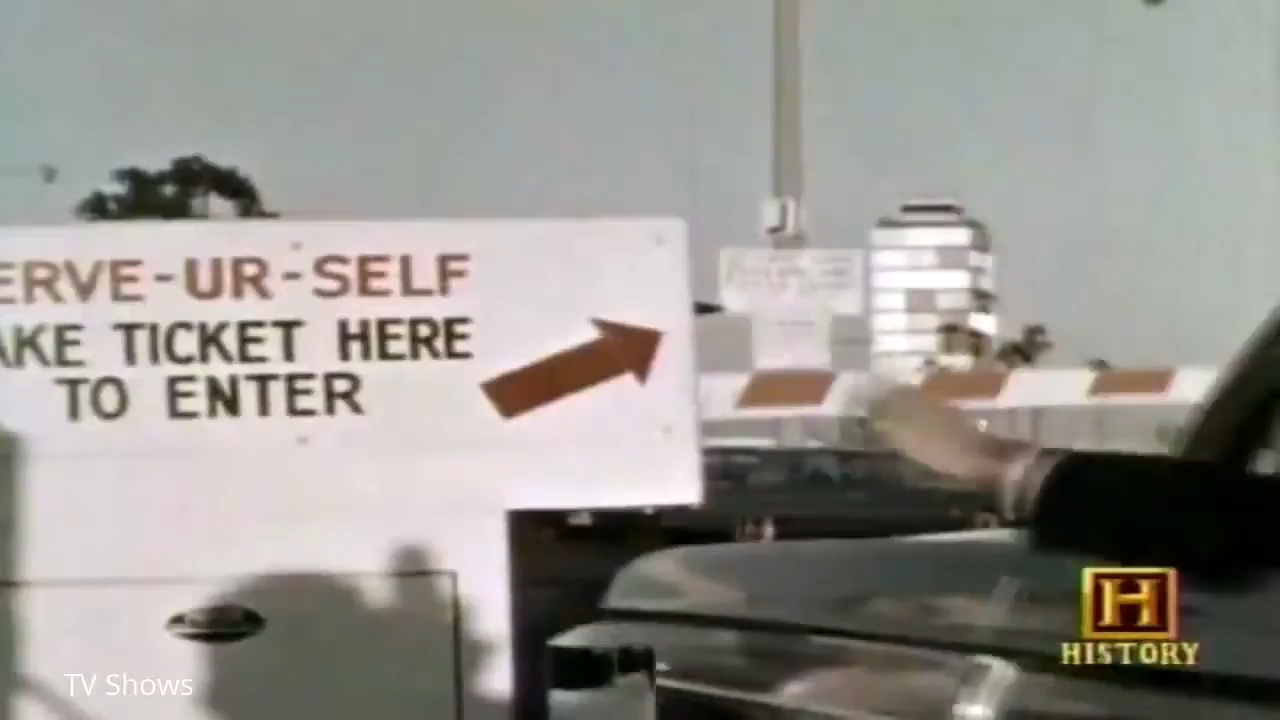 ERVE-UR-SELF
AKE TICKET HERE
TO ENTER
H
HISTORY
TV Shows